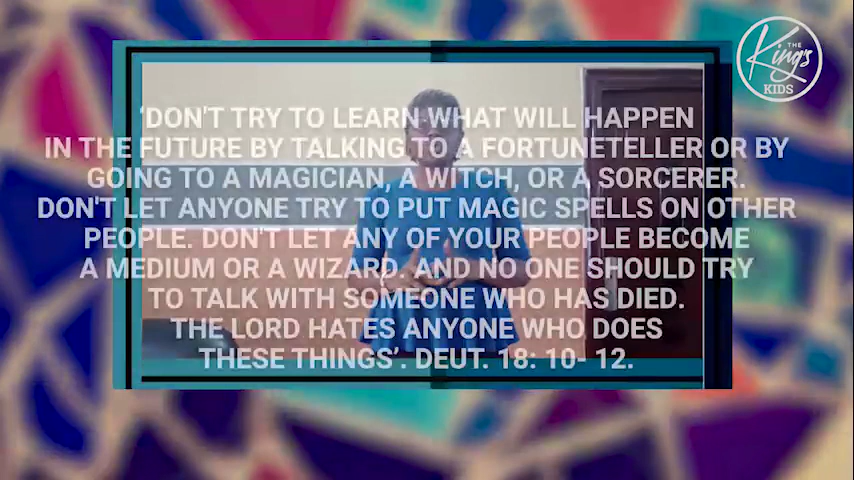 THE
King's
KIDS
‘DON'T TRY TO LEARN WHAT WILL HAPPEN
IN THE FUTURE BY TALKING TO A FORTUNETELLER OR BY
GOING TO A MAGICIAN, A WITCH, OR A SORCERER.
DON'T LET ANYONE TRY TO PUT MAGIC SPELLS ON OTHER
PEOPLE. DON'T LET ANY OF YOUR PEOPLE BECOME
A MEDIUM OR A WIZARD. AND NO ONE SHOULD TRY
TO TALK WITH SOMEONE WHO HAS DIED.
THE LORD HATES ANYONE WHO DOES
THESE THINGS’. DEUT. 18: 10- 12.